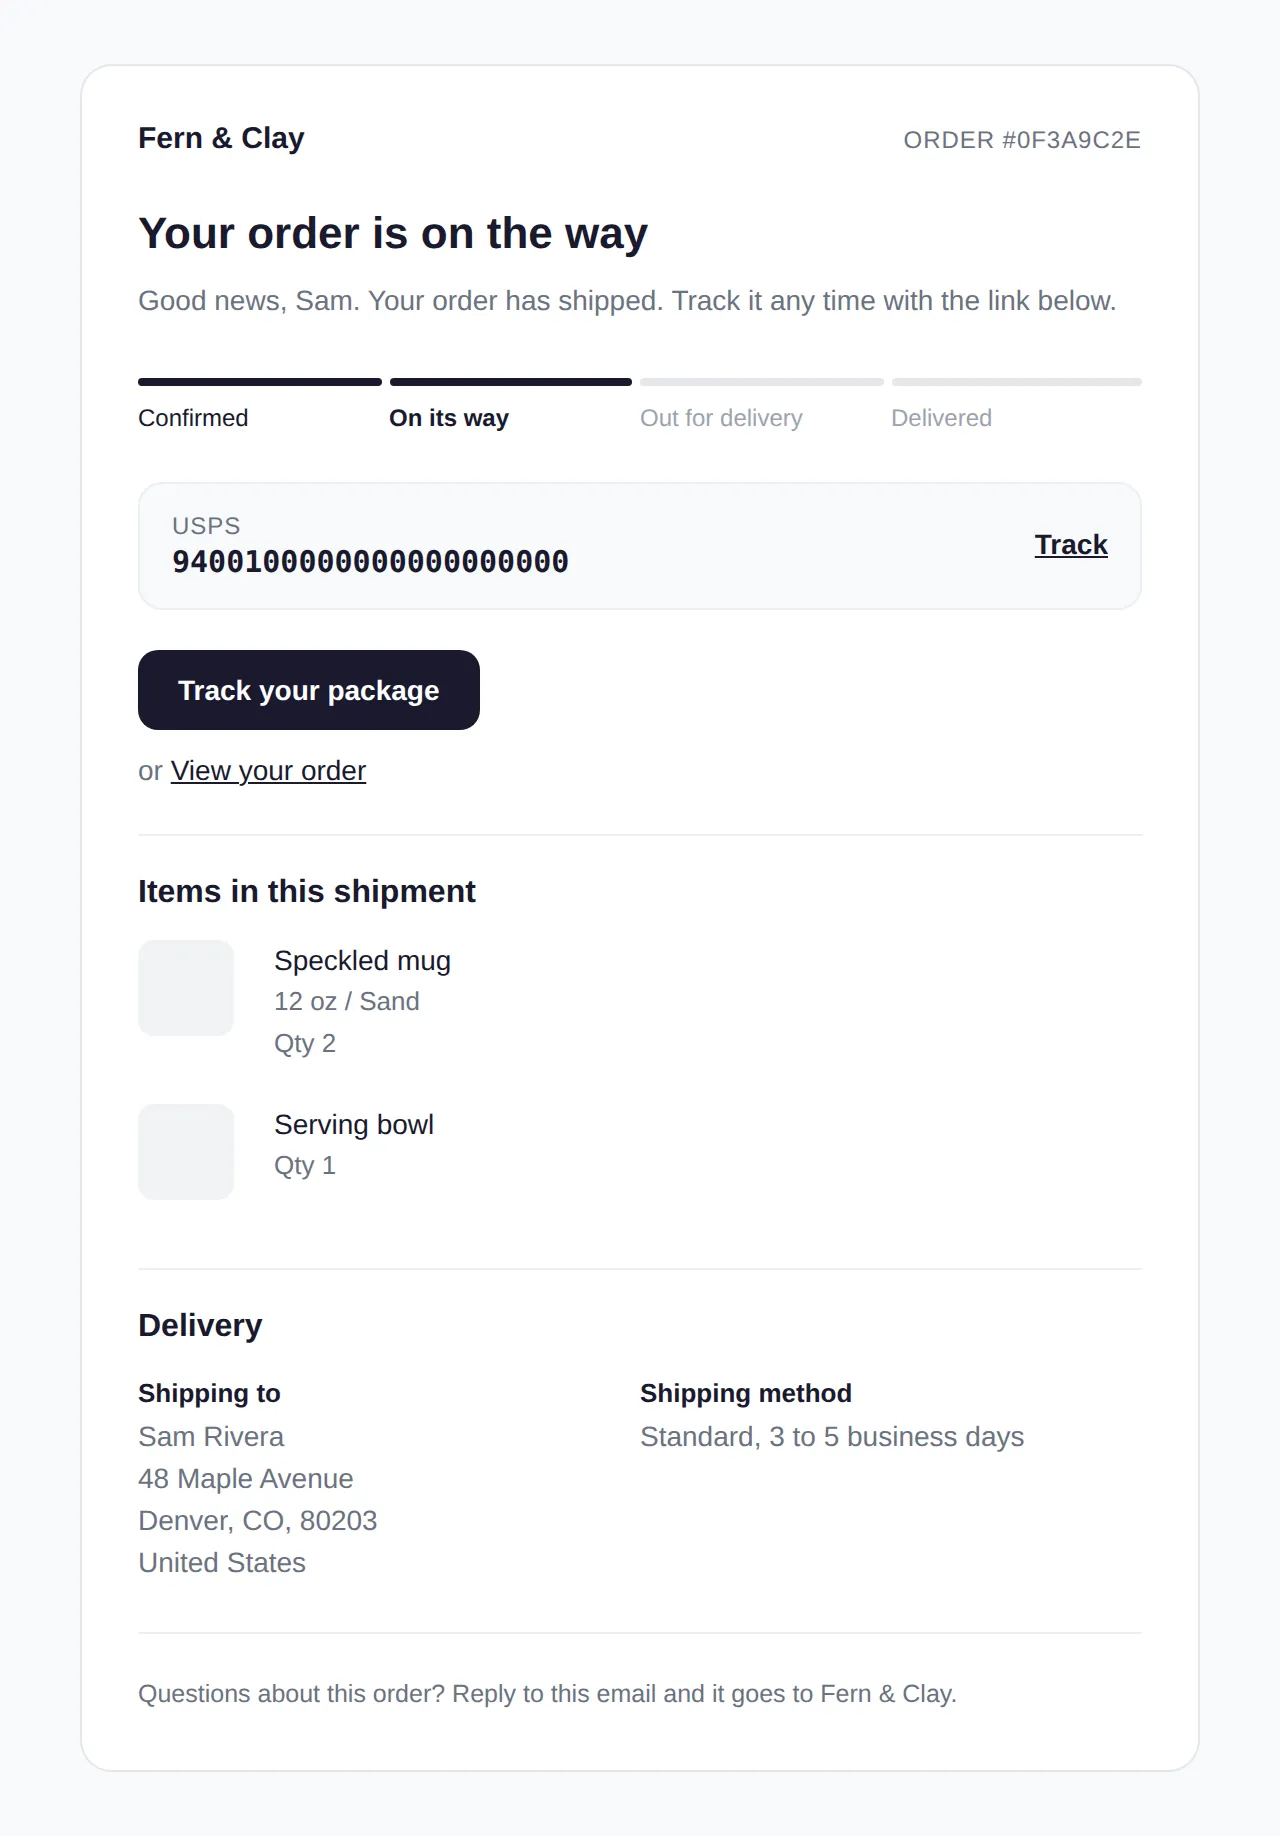 Fern & Clay
ORDER #0F3A9C2E
Your order is on the way
Good news, Sam. Your order has shipped. Track it any time with the link below.
Confirmed
On its way
Out for delivery
Delivered
USPS
9400100000000000000000
Track
Track your package
or View your order
Items in this shipment
Speckled mug
12 oz / Sand
Qty 2
Serving bowl
Qty 1
Delivery
Shipping to
Sam Rivera
48 Maple Avenue
Denver, CO, 80203
United States
Shipping method
Standard, 3 to 5 business days
Questions about this order? Reply to this email and it goes to Fern & Clay.